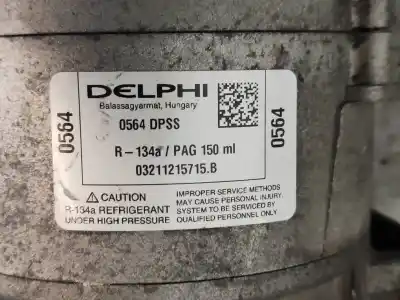 DELPHI
Balassagyarmat, Hungary
0564 DPSS
0564
0564
R-134a / PAG 150 ml
03211215715.B
CAUTION
R-134a REFRIGERANT
UNDER HIGH PRESSURE
IMPROPER SERVICE METHODS
MAY CAUSE PERSONAL INJURY.
SYSTEM TO BE SERVICED BY
QUALIFIED PERSONNEL ONLY